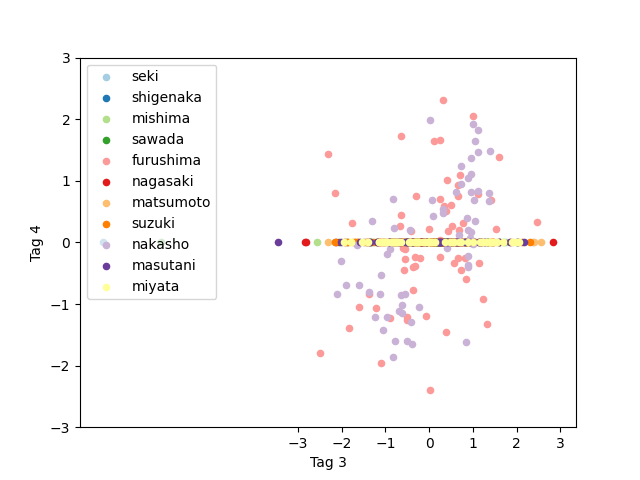 3
2
1
0
−1
−2
−3
Tag 4
seki
shigenaka
mishima
sawada
furushima
nagasaki
matsumoto
suzuki
nakasho
masutani
miyata
−3 −2 −1 0 1 2 3
Tag 3